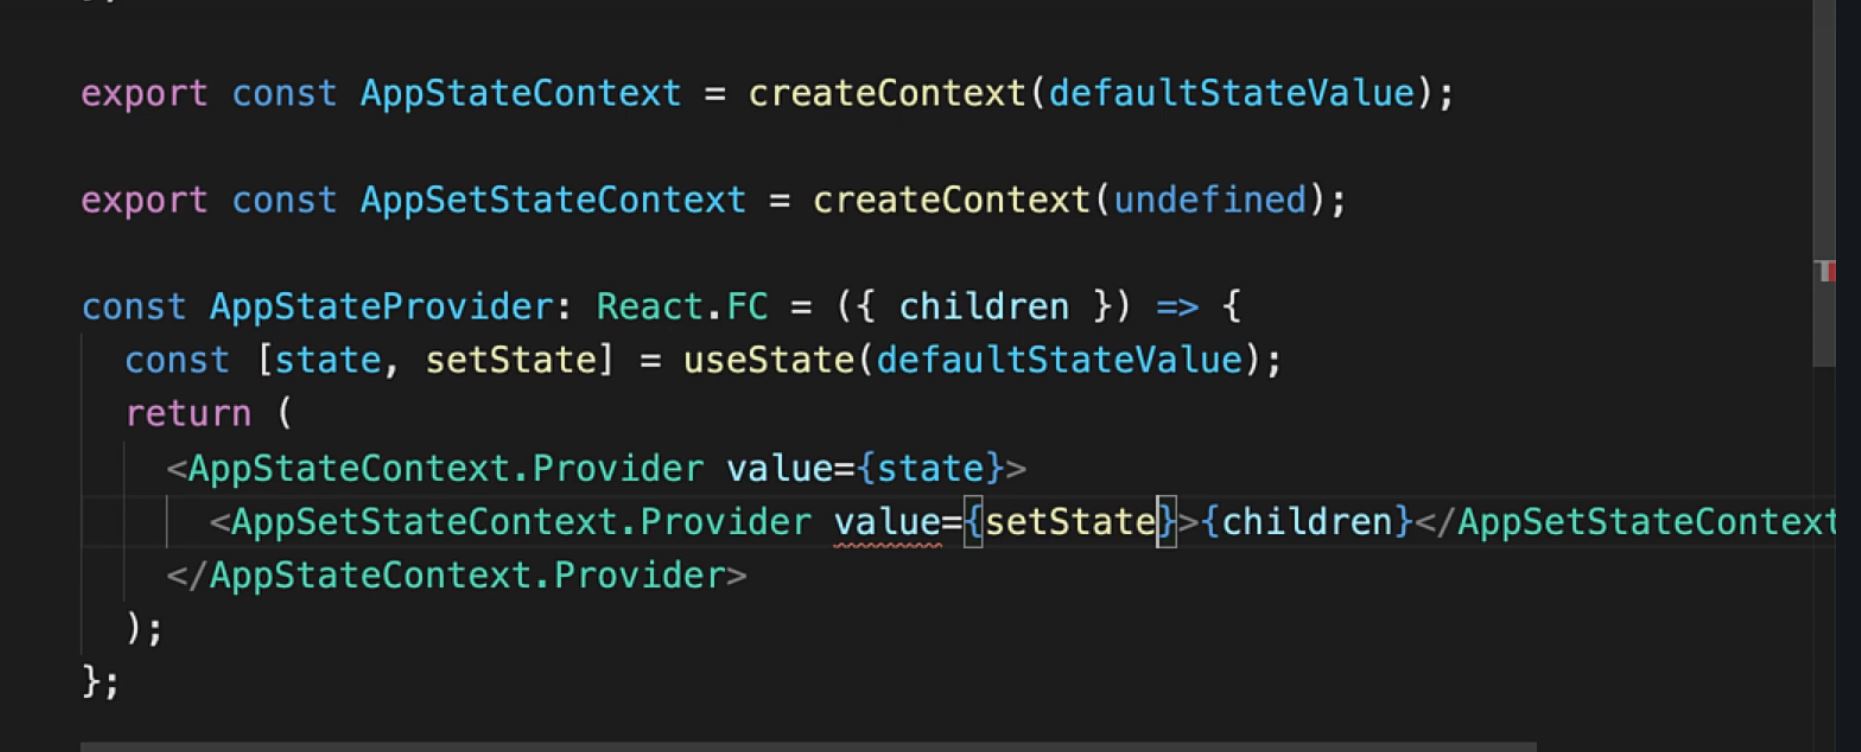 export const AppStateContext = createContext(defaultStateValue);
export const AppSetStateContext = createContext(undefined);
const AppStateProvider: React.FC = ({ children }) => {
const [state, setState] = useState(defaultStateValue);
return (
<AppStateContext.Provider value={state}>
<AppSetStateContext.Provider value={setState}>{children}</AppSetStateContext
</AppStateContext.Provider>
);
};